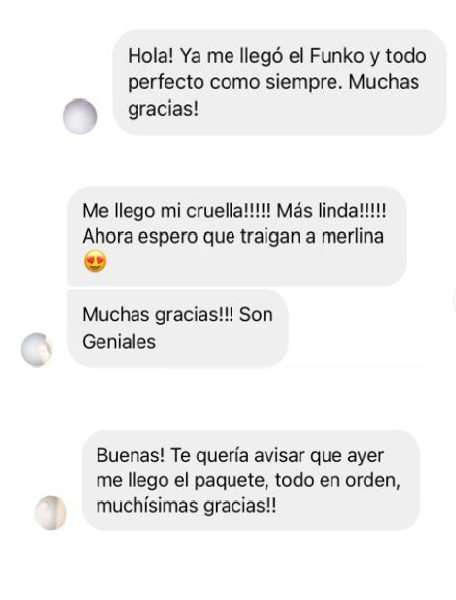 Hola! Ya me llegó el Funko y todo
perfecto como siempre. Muchas
gracias!
Me llego mi cruella!!!!! Más linda!!!!!
Ahora espero que traigan a merlina
😍
Muchas gracias!!! Son
Geniales
Buenas! Te quería avisar que ayer
me llego el paquete, todo en orden,
muchísimas gracias!!